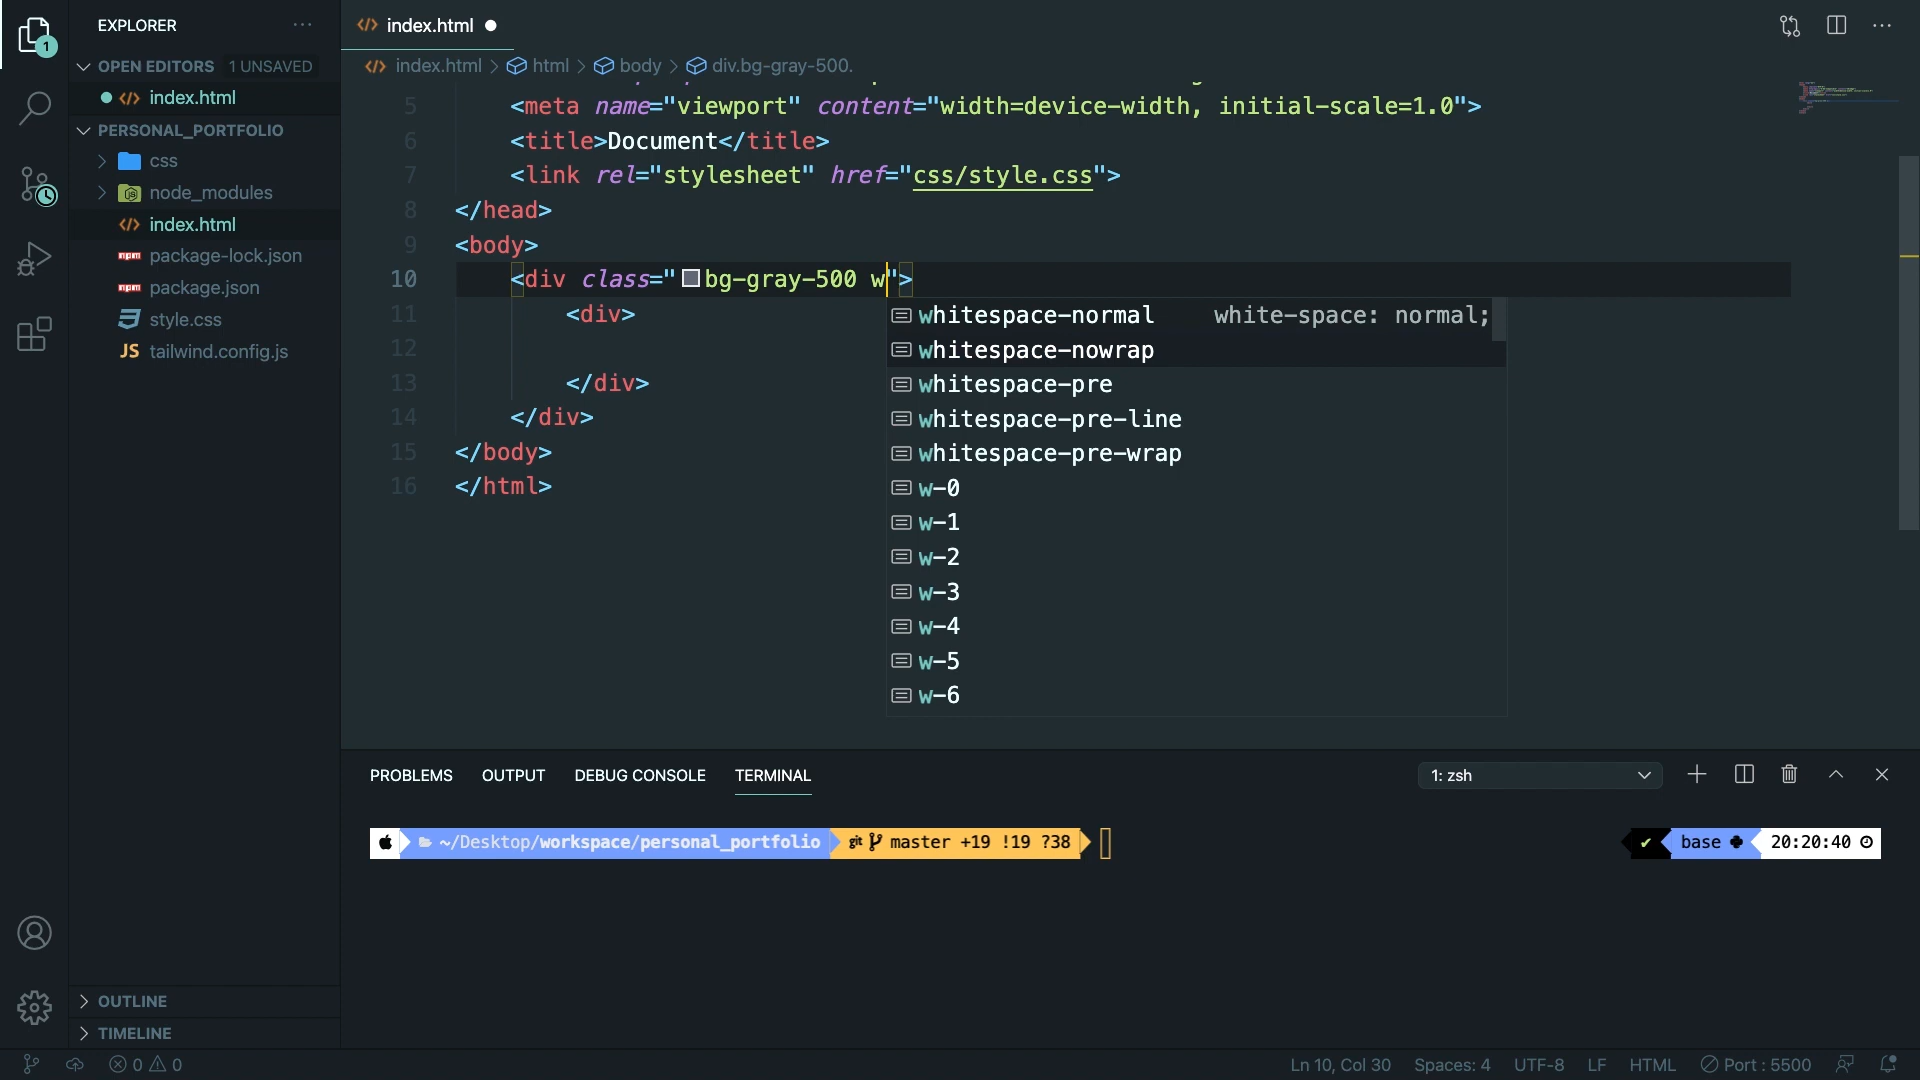 EXPLORER
OPEN EDITORS 1 UNSAVED
index.html
PERSONAL_PORTFOLIO
css
node_modules
index.html
package-lock.json
package.json
style.css
JS tailwind.config.js
OUTLINE
TIMELINE
1
index.html
index.html > html > body > div.bg-gray-500.
5 <meta name="viewport" content="width=device-width, initial-scale=1.0">
6 <title>Document</title>
7 <link rel="stylesheet" href="css/style.css">
8 </head>
9 <body>
10 <div class="bg-gray-500 w">
11 <div>
12
13 </div>
14 </div>
15 </body>
16 </html>
whitespace-normal white-space: normal;
whitespace-nowrap
whitespace-pre
whitespace-pre-line
whitespace-pre-wrap
w-0
w-1
w-2
w-3
w-4
w-5
w-6
PROBLEMS OUTPUT DEBUG CONSOLE TERMINAL 1: zsh
~/Desktop/workspace/personal_portfolio git master +19 !19 ?38 ✔ base 20:20:40
0 0 Ln 10, Col 30 Spaces: 4 UTF-8 LF HTML Port : 5500